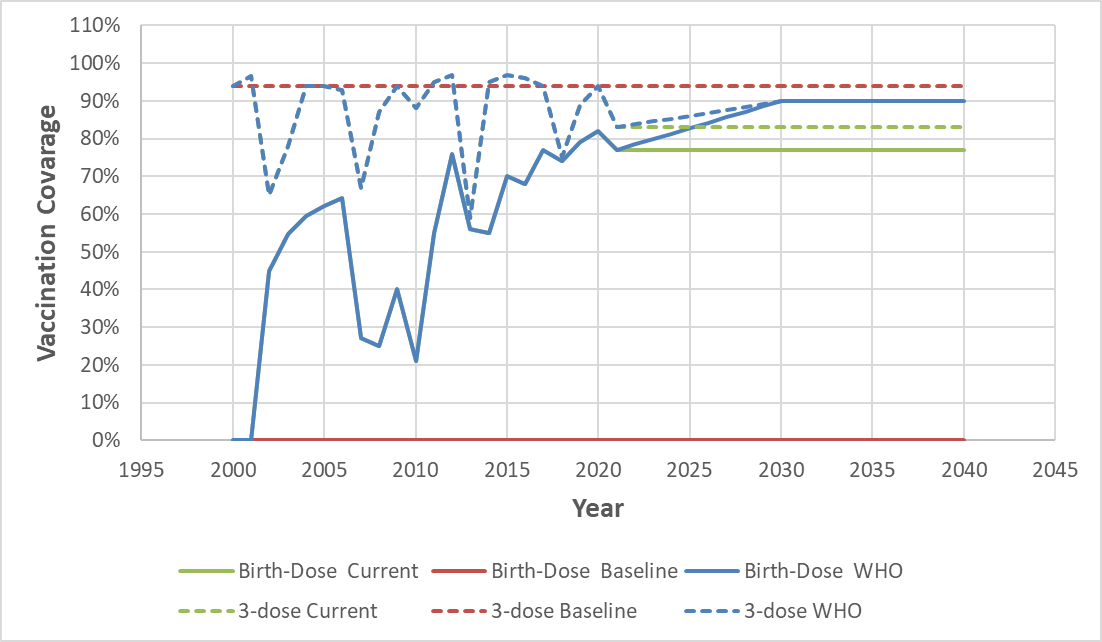 110%
100%
90%
80%
70%
60%
50%
40%
30%
20%
10%
0%
Vaccination Covarage
1995 2000 2005 2010 2015 2020 2025 2030 2035 2040 2045
Year
Birth-Dose Current Birth-Dose Baseline Birth-Dose WHO
3-dose Current 3-dose Baseline 3-dose WHO